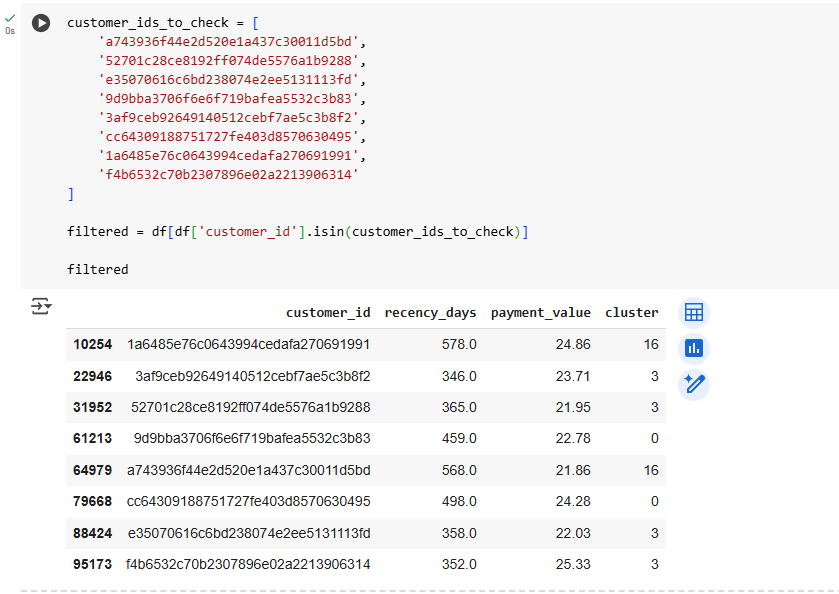 0s
customer_ids_to_check = [
'a743936f44e2d520e1a437c30011d5bd',
'52701c28ce8192ff074de5576a1b9288',
'e35070616c6bd238074e2ee5131113fd',
'9d9bba3706f6e6f719bafea5532c3b83',
'3af9ceb92649140512cebf7ae5c3b8f2',
'cc64309188751727fe403d8570630495',
'1a6485e76c0643994cedafa270691991',
'f4b6532c70b2307896e02a2213906314'
]
filtered = df[df['customer_id'].isin(customer_ids_to_check)]
filtered
customer_id recency_days payment_value cluster
10254 1a6485e76c0643994cedafa270691991 578.0 24.86 16
22946 3af9ceb92649140512cebf7ae5c3b8f2 346.0 23.71 3
31952 52701c28ce8192ff074de5576a1b9288 365.0 21.95 3
61213 9d9bba3706f6e6f719bafea5532c3b83 459.0 22.78 0
64979 a743936f44e2d520e1a437c30011d5bd 568.0 21.86 16
79668 cc64309188751727fe403d8570630495 498.0 24.28 0
88424 e35070616c6bd238074e2ee5131113fd 358.0 22.03 3
95173 f4b6532c70b2307896e02a2213906314 352.0 25.33 3